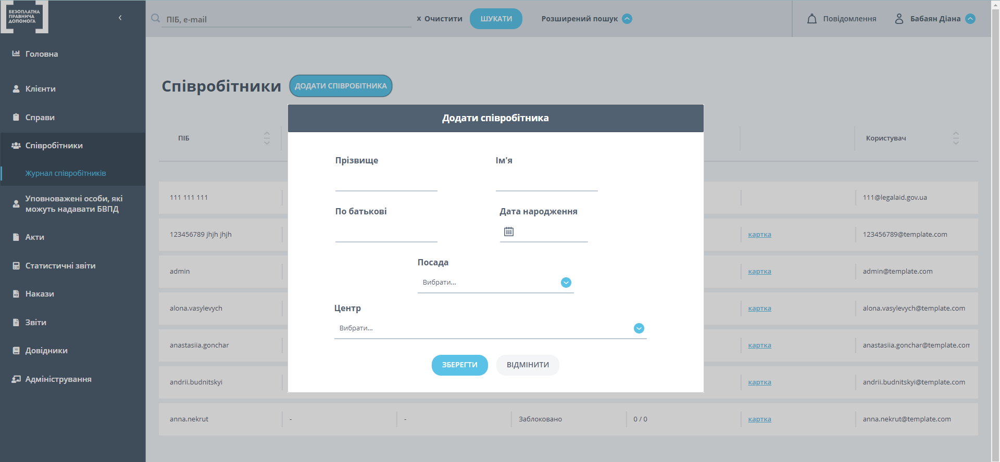 БЕЗОПЛАТНА
ПРАВНИЧА
ДОПОМОГА
ПІБ, e-mail
x Очистити
ШУКАТИ
Розширений пошук
Повідомлення
Бабаян Діана
Головна
Клієнти
Справи
Співробітники
Журнал співробітників
Уповноважені особи, які
можуть надавати БВПД
Акти
Статистичні звіти
Накази
Звіти
Довідники
Адміністрування
Співробітники
ДОДАТИ СПІВРОБІТНИКА
ПІБ
Користувач
111 111 111
111@legalaid.gov.ua
123456789 jhjh jhjh
картка
123456789@template.com
admin
картка
admin@template.com
alona.vasylevych
картка
alona.vasylevych@template.com
anastasiia.gonchar
картка
anastasiia.gonchar@template.com
andrii.budnitskyi
картка
andrii.budnitskyi@template.com
anna.nekrut
-
-
Заблоковано
0 / 0
картка
anna.nekrut@template.com
Додати співробітника
Прізвище
Ім'я
По батькові
Дата народження
Посада
Вибрати...
Центр
Вибрати...
ЗБЕРЕГТИ
ВІДМІНИТИ